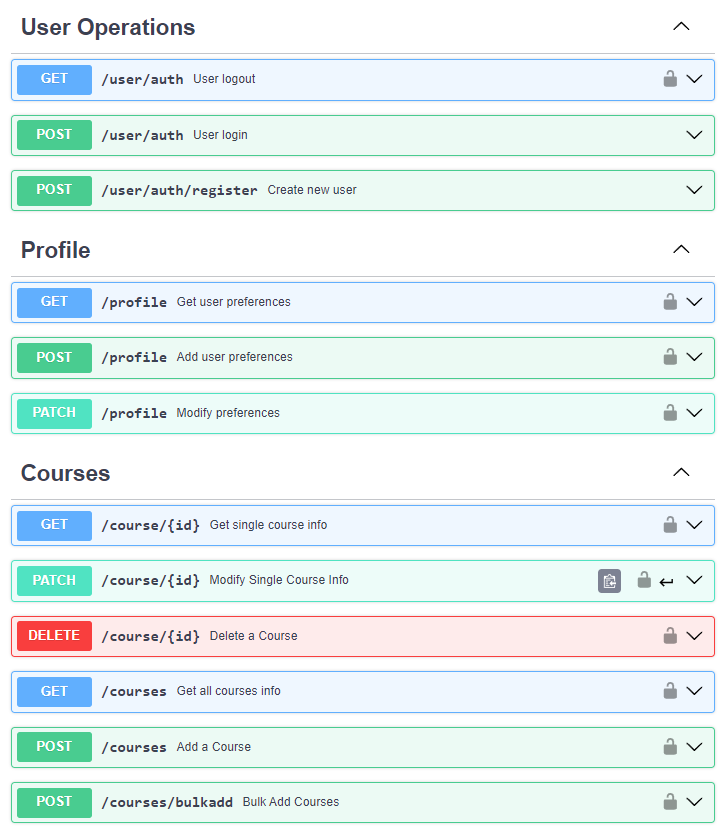 User Operations
GET /user/auth User logout
POST /user/auth User login
POST /user/auth/register Create new user
Profile
GET /profile Get user preferences
POST /profile Add user preferences
PATCH /profile Modify preferences
Courses
GET /course/{id} Get single course info
PATCH /course/{id} Modify Single Course Info
DELETE /course/{id} Delete a Course
GET /courses Get all courses info
POST /courses Add a Course
POST /courses/bulkadd Bulk Add Courses